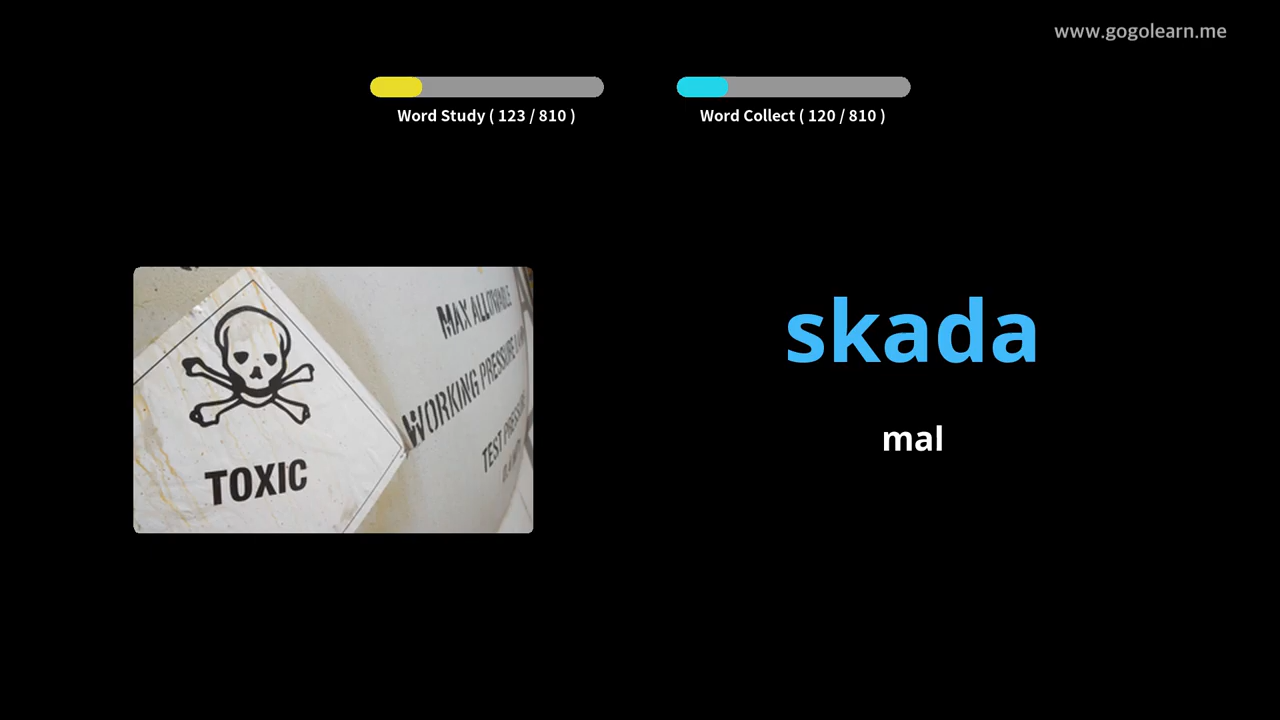 www.gogolearn.me
Word Study ( 123 / 810 )
Word Collect ( 120 / 810 )
skada
mal
MAX ALLOWABLE
WORKING PRESSURE
TEST PRESSURE
TOXIC